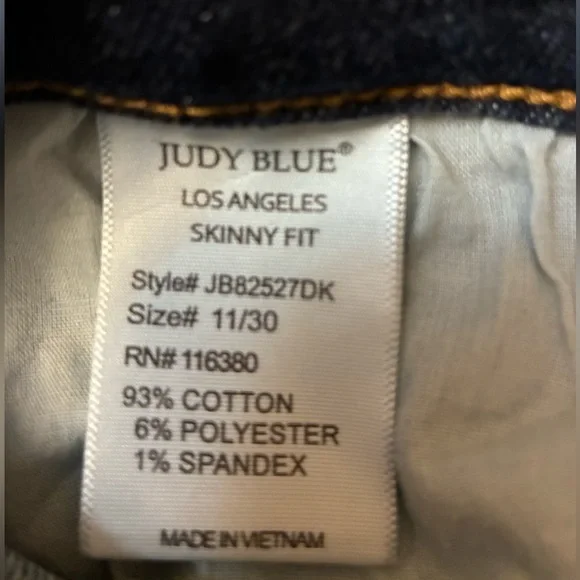 JUDY BLUE®
LOS ANGELES
SKINNY FIT
Style# JB82527DK
Size# 11/30
RN# 116380
93% COTTON
6% POLYESTER
1% SPANDEX
MADE IN VIETNAM